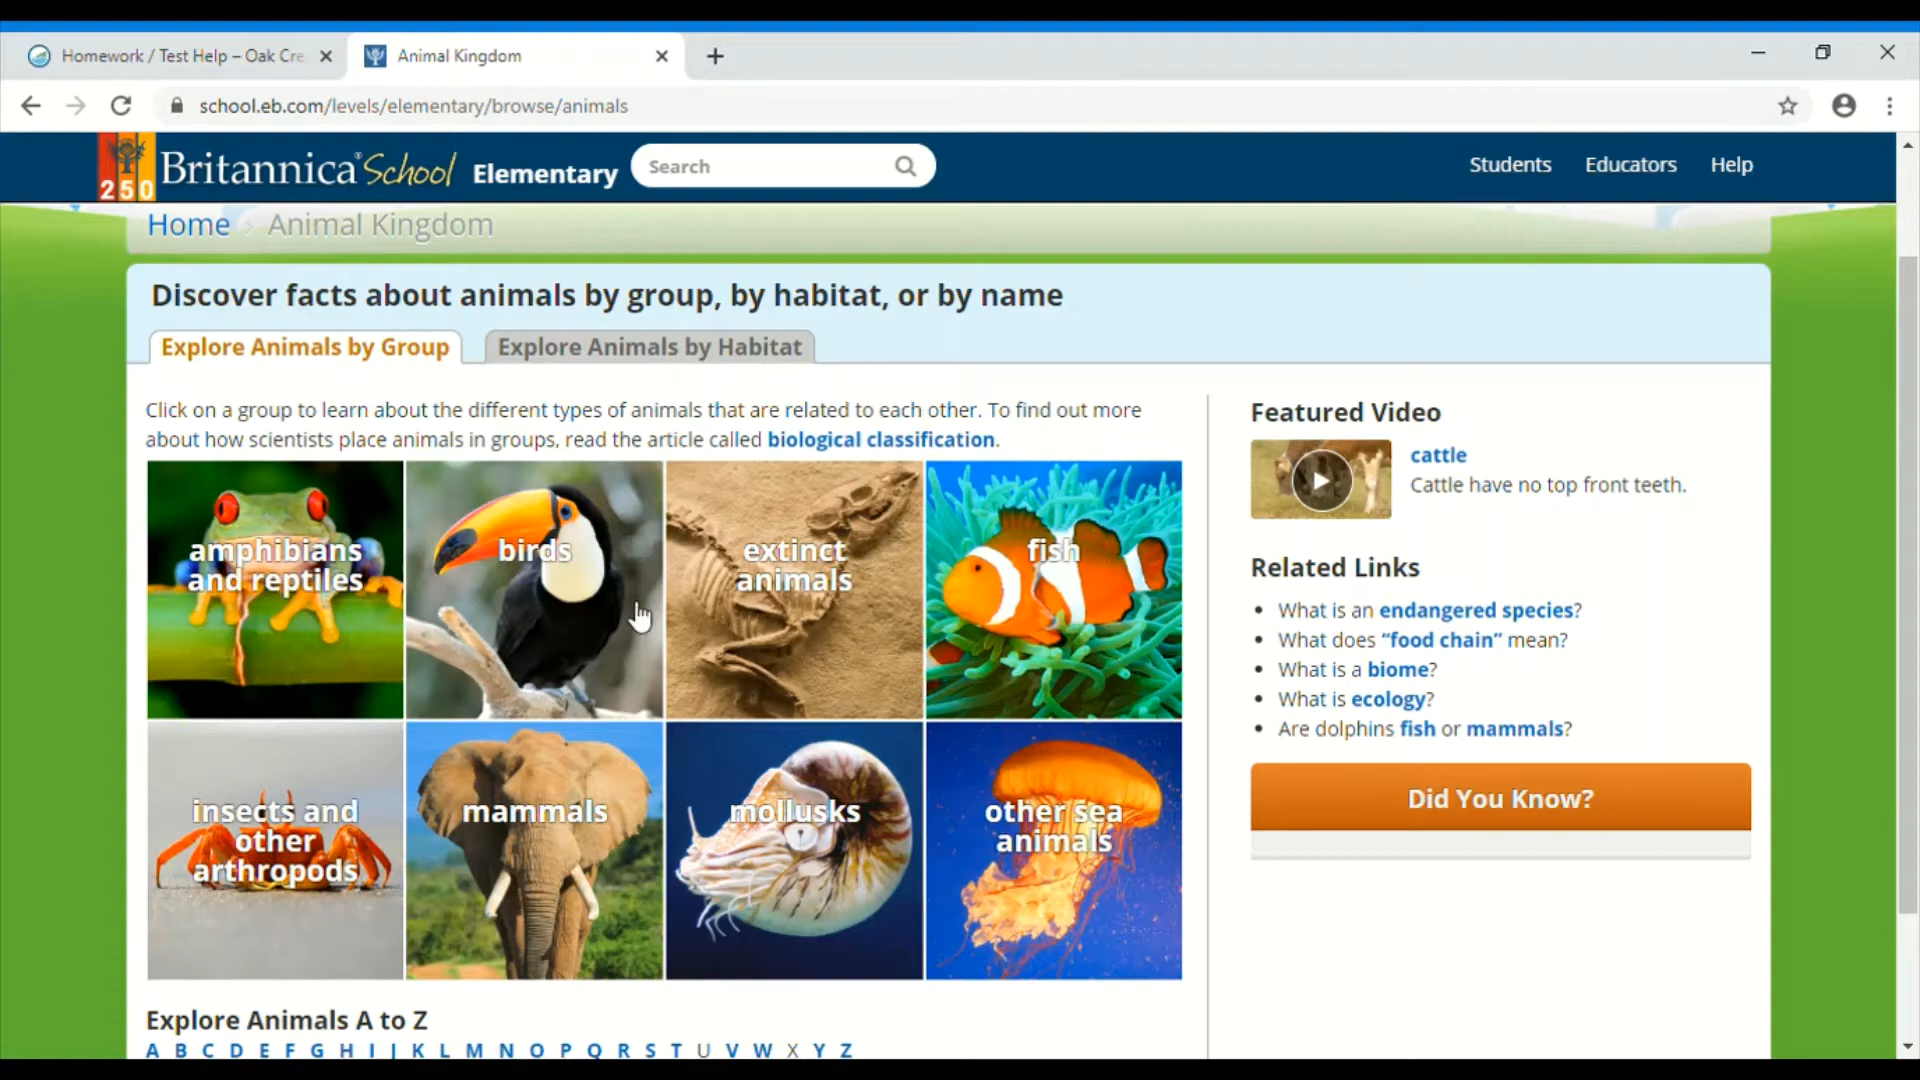 Homework / Test Help – Oak Cre
Animal Kingdom
school.eb.com/levels/elementary/browse/animals
250
Britannica School Elementary
Search
Students Educators Help
Home Animal Kingdom
Discover facts about animals by group, by habitat, or by name
Explore Animals by Group
Explore Animals by Habitat
Click on a group to learn about the different types of animals that are related to each other. To find out more
about how scientists place animals in groups, read the article called biological classification.
amphibians
and reptiles
birds
extinct
animals
fish
insects and
other
arthropods
mammals
mollusks
other sea
animals
Explore Animals A to Z
A B C D E F G H I J K L M N O P Q R S T U V W X Y Z
Featured Video
cattle
Cattle have no top front teeth.
Related Links
What is an endangered species?
What does “food chain” mean?
What is a biome?
What is ecology?
Are dolphins fish or mammals?
Did You Know?